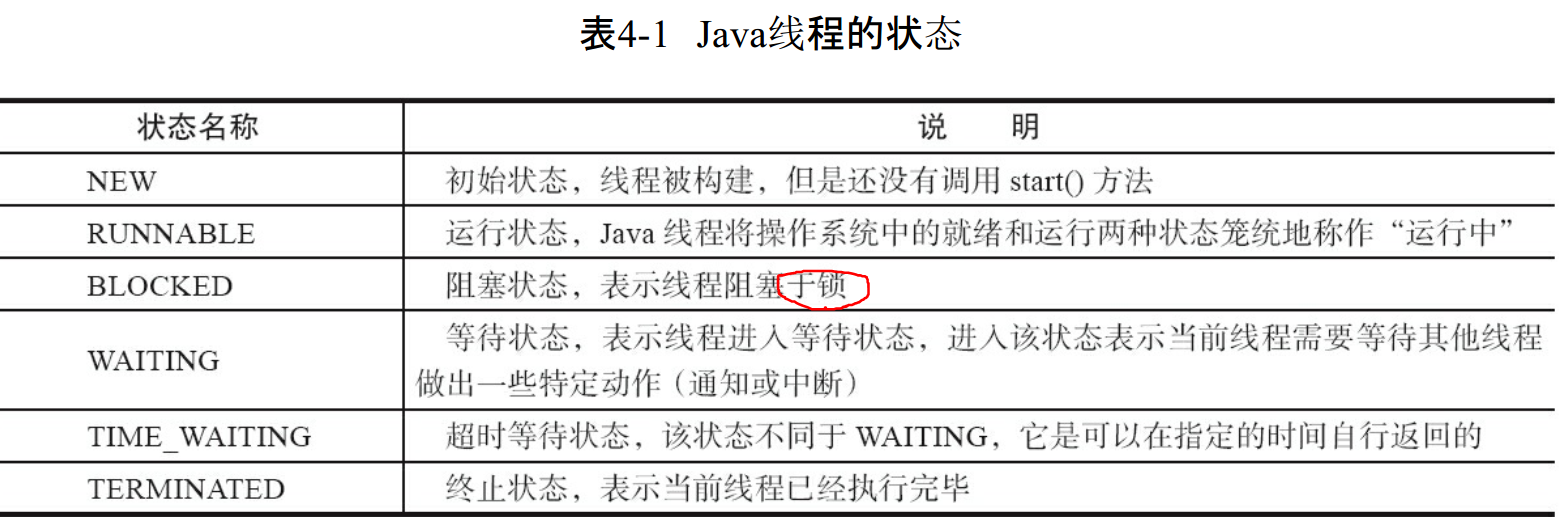 表4-1 Java线程的状态
状态名称 说 明
NEW 初始状态，线程被构建，但是还没有调用 start() 方法
RUNNABLE 运行状态，Java 线程将操作系统中的就绪和运行两种状态笼统地称作“运行中”
BLOCKED 阻塞状态，表示线程阻塞于锁
WAITING 等待状态，表示线程进入等待状态，进入该状态表示当前线程需要等待其他线程
做出一些特定动作（通知或中断）
TIME_WAITING 超时等待状态，该状态不同于 WAITING，它是可以在指定的时间自行返回的
TERMINATED 终止状态，表示当前线程已经执行完毕